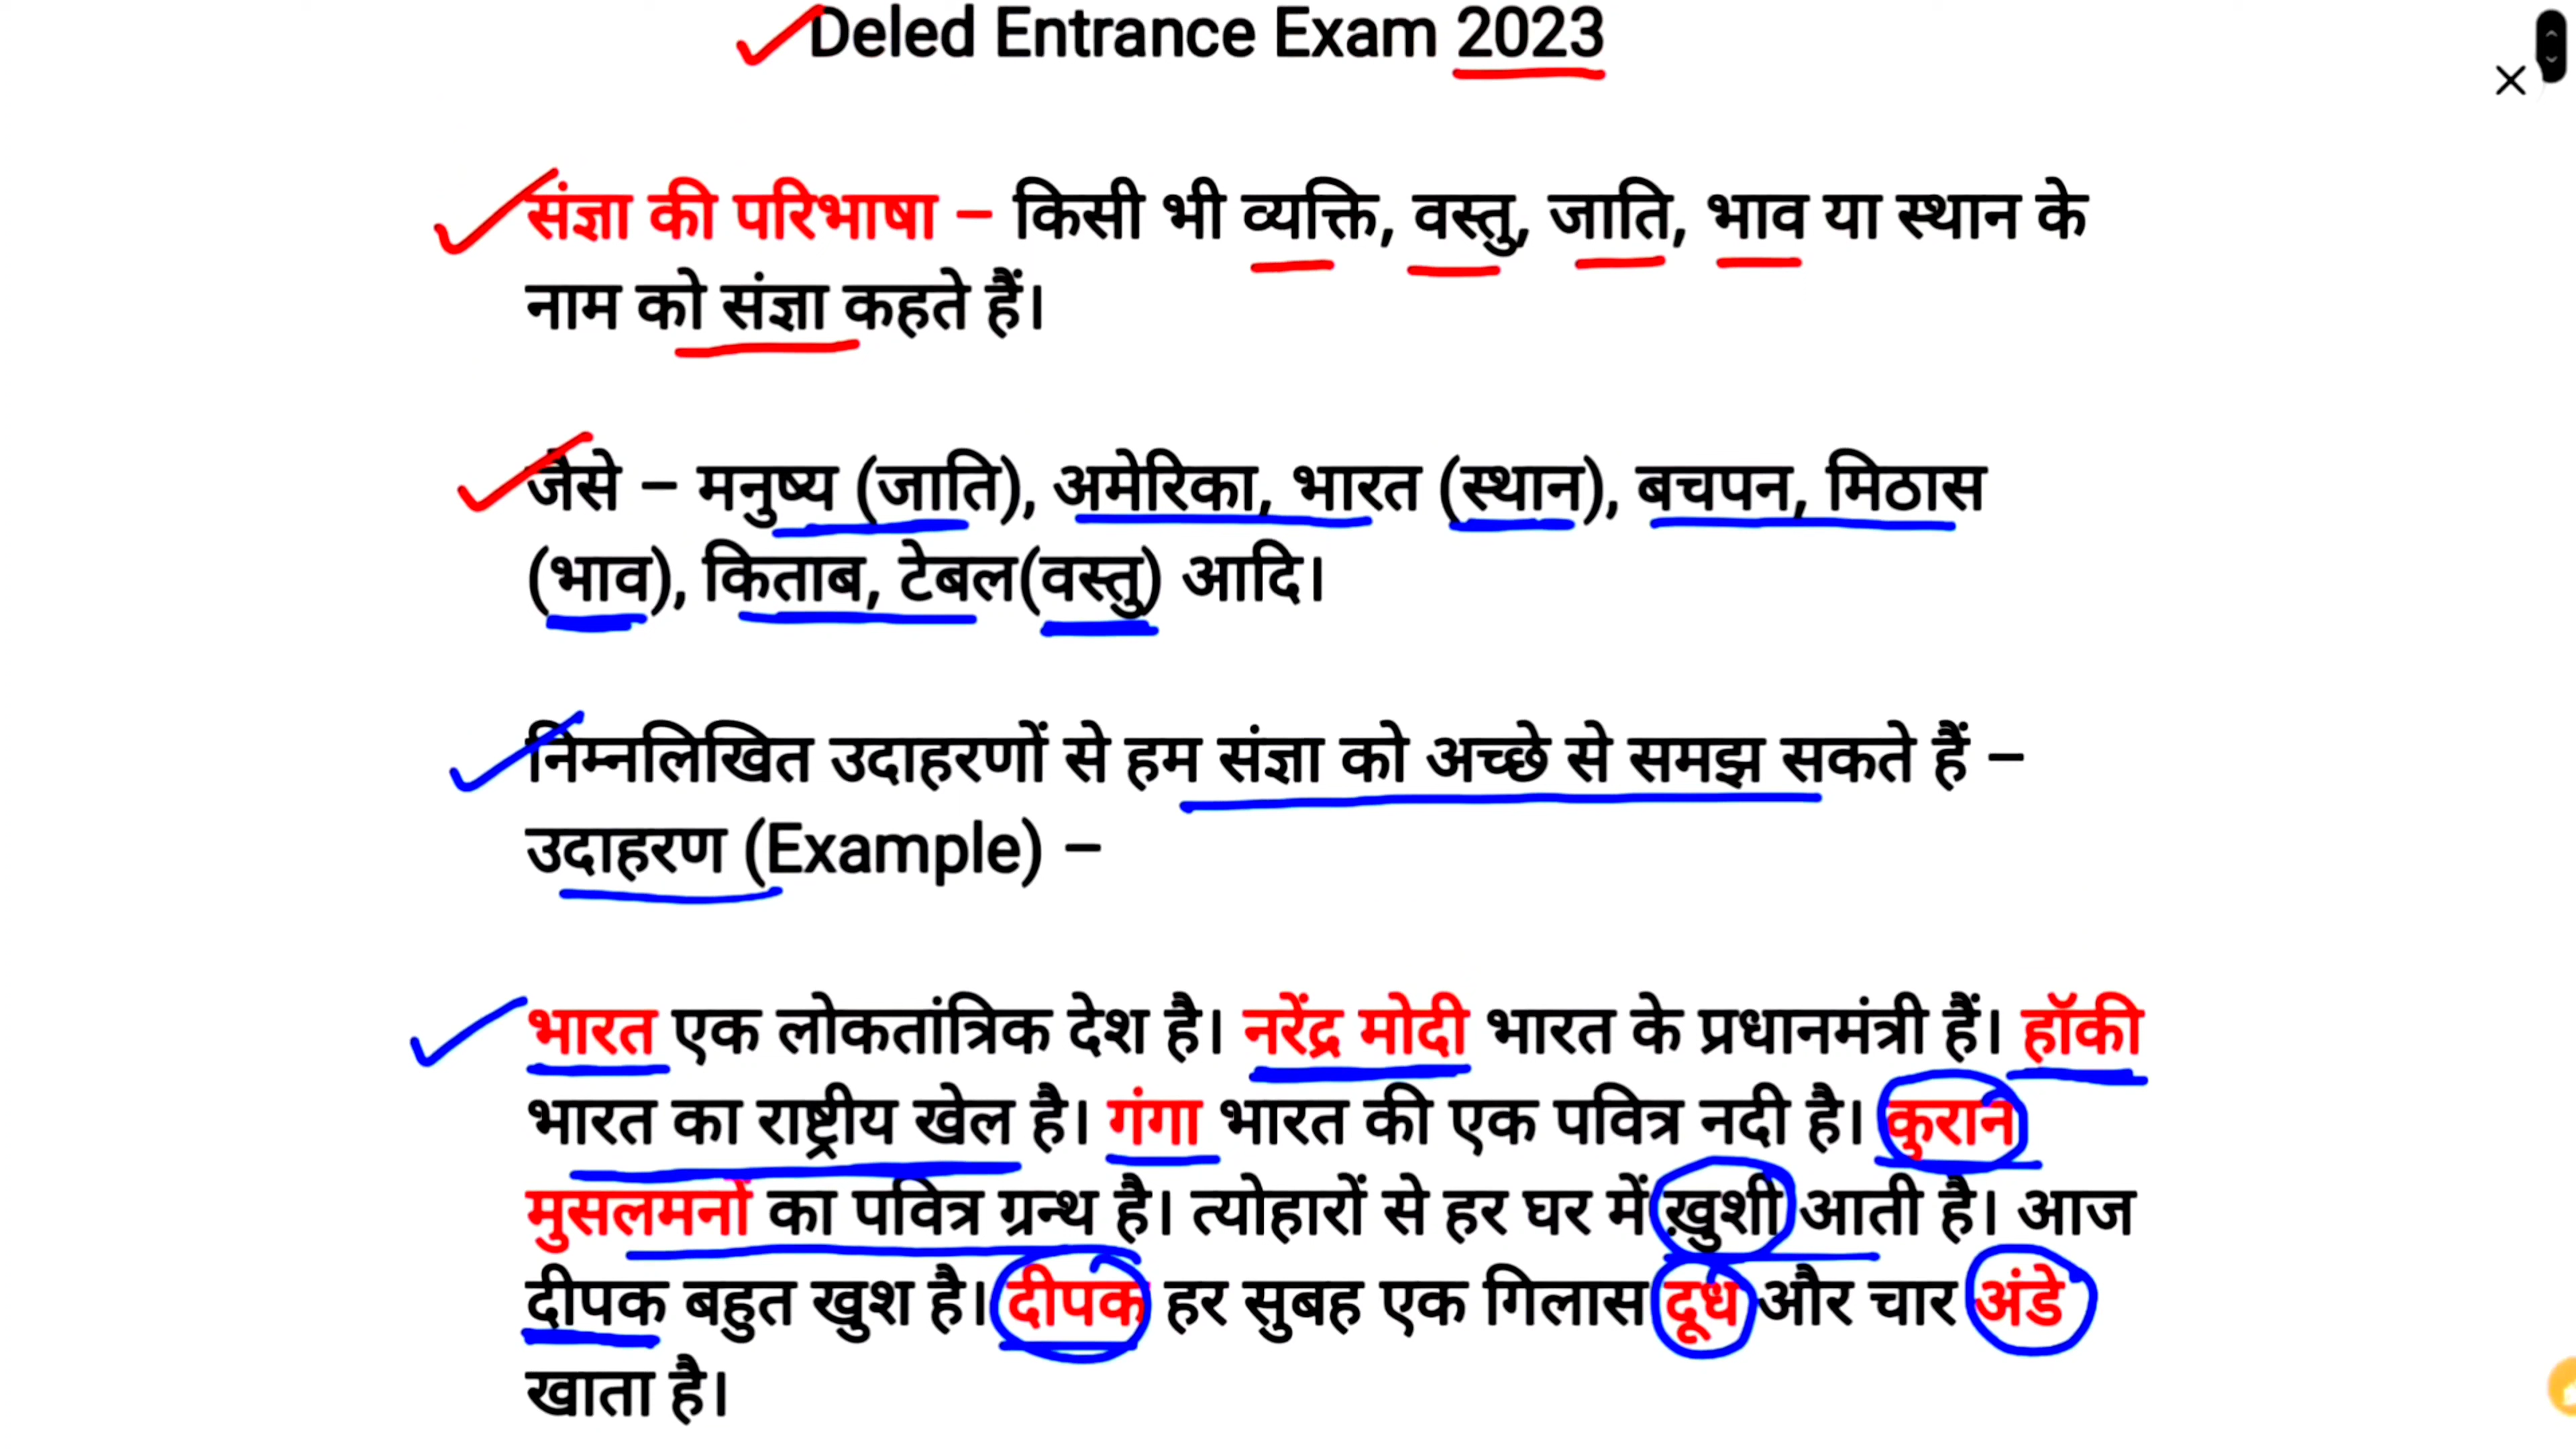 Deled Entrance Exam 2023
संज्ञा की परिभाषा – किसी भी व्यक्ति, वस्तु, जाति, भाव या स्थान के
नाम को संज्ञा कहते हैं।
जैसे – मनुष्य (जाति), अमेरिका, भारत (स्थान), बचपन, मिठास
(भाव), किताब, टेबल(वस्तु) आदि।
निम्नलिखित उदाहरणों से हम संज्ञा को अच्छे से समझ सकते हैं –
उदाहरण (Example) –
भारत एक लोकतांत्रिक देश है। नरेंद्र मोदी भारत के प्रधानमंत्री हैं। हॉकी
भारत का राष्ट्रीय खेल है। गंगा भारत की एक पवित्र नदी है। कुरान
मुसलमनों का पवित्र ग्रन्थ है। त्योहारों से हर घर में ख़ुशी आती है। आज
दीपक बहुत खुश है। दीपक हर सुबह एक गिलास दूध और चार अंडे
खाता है।